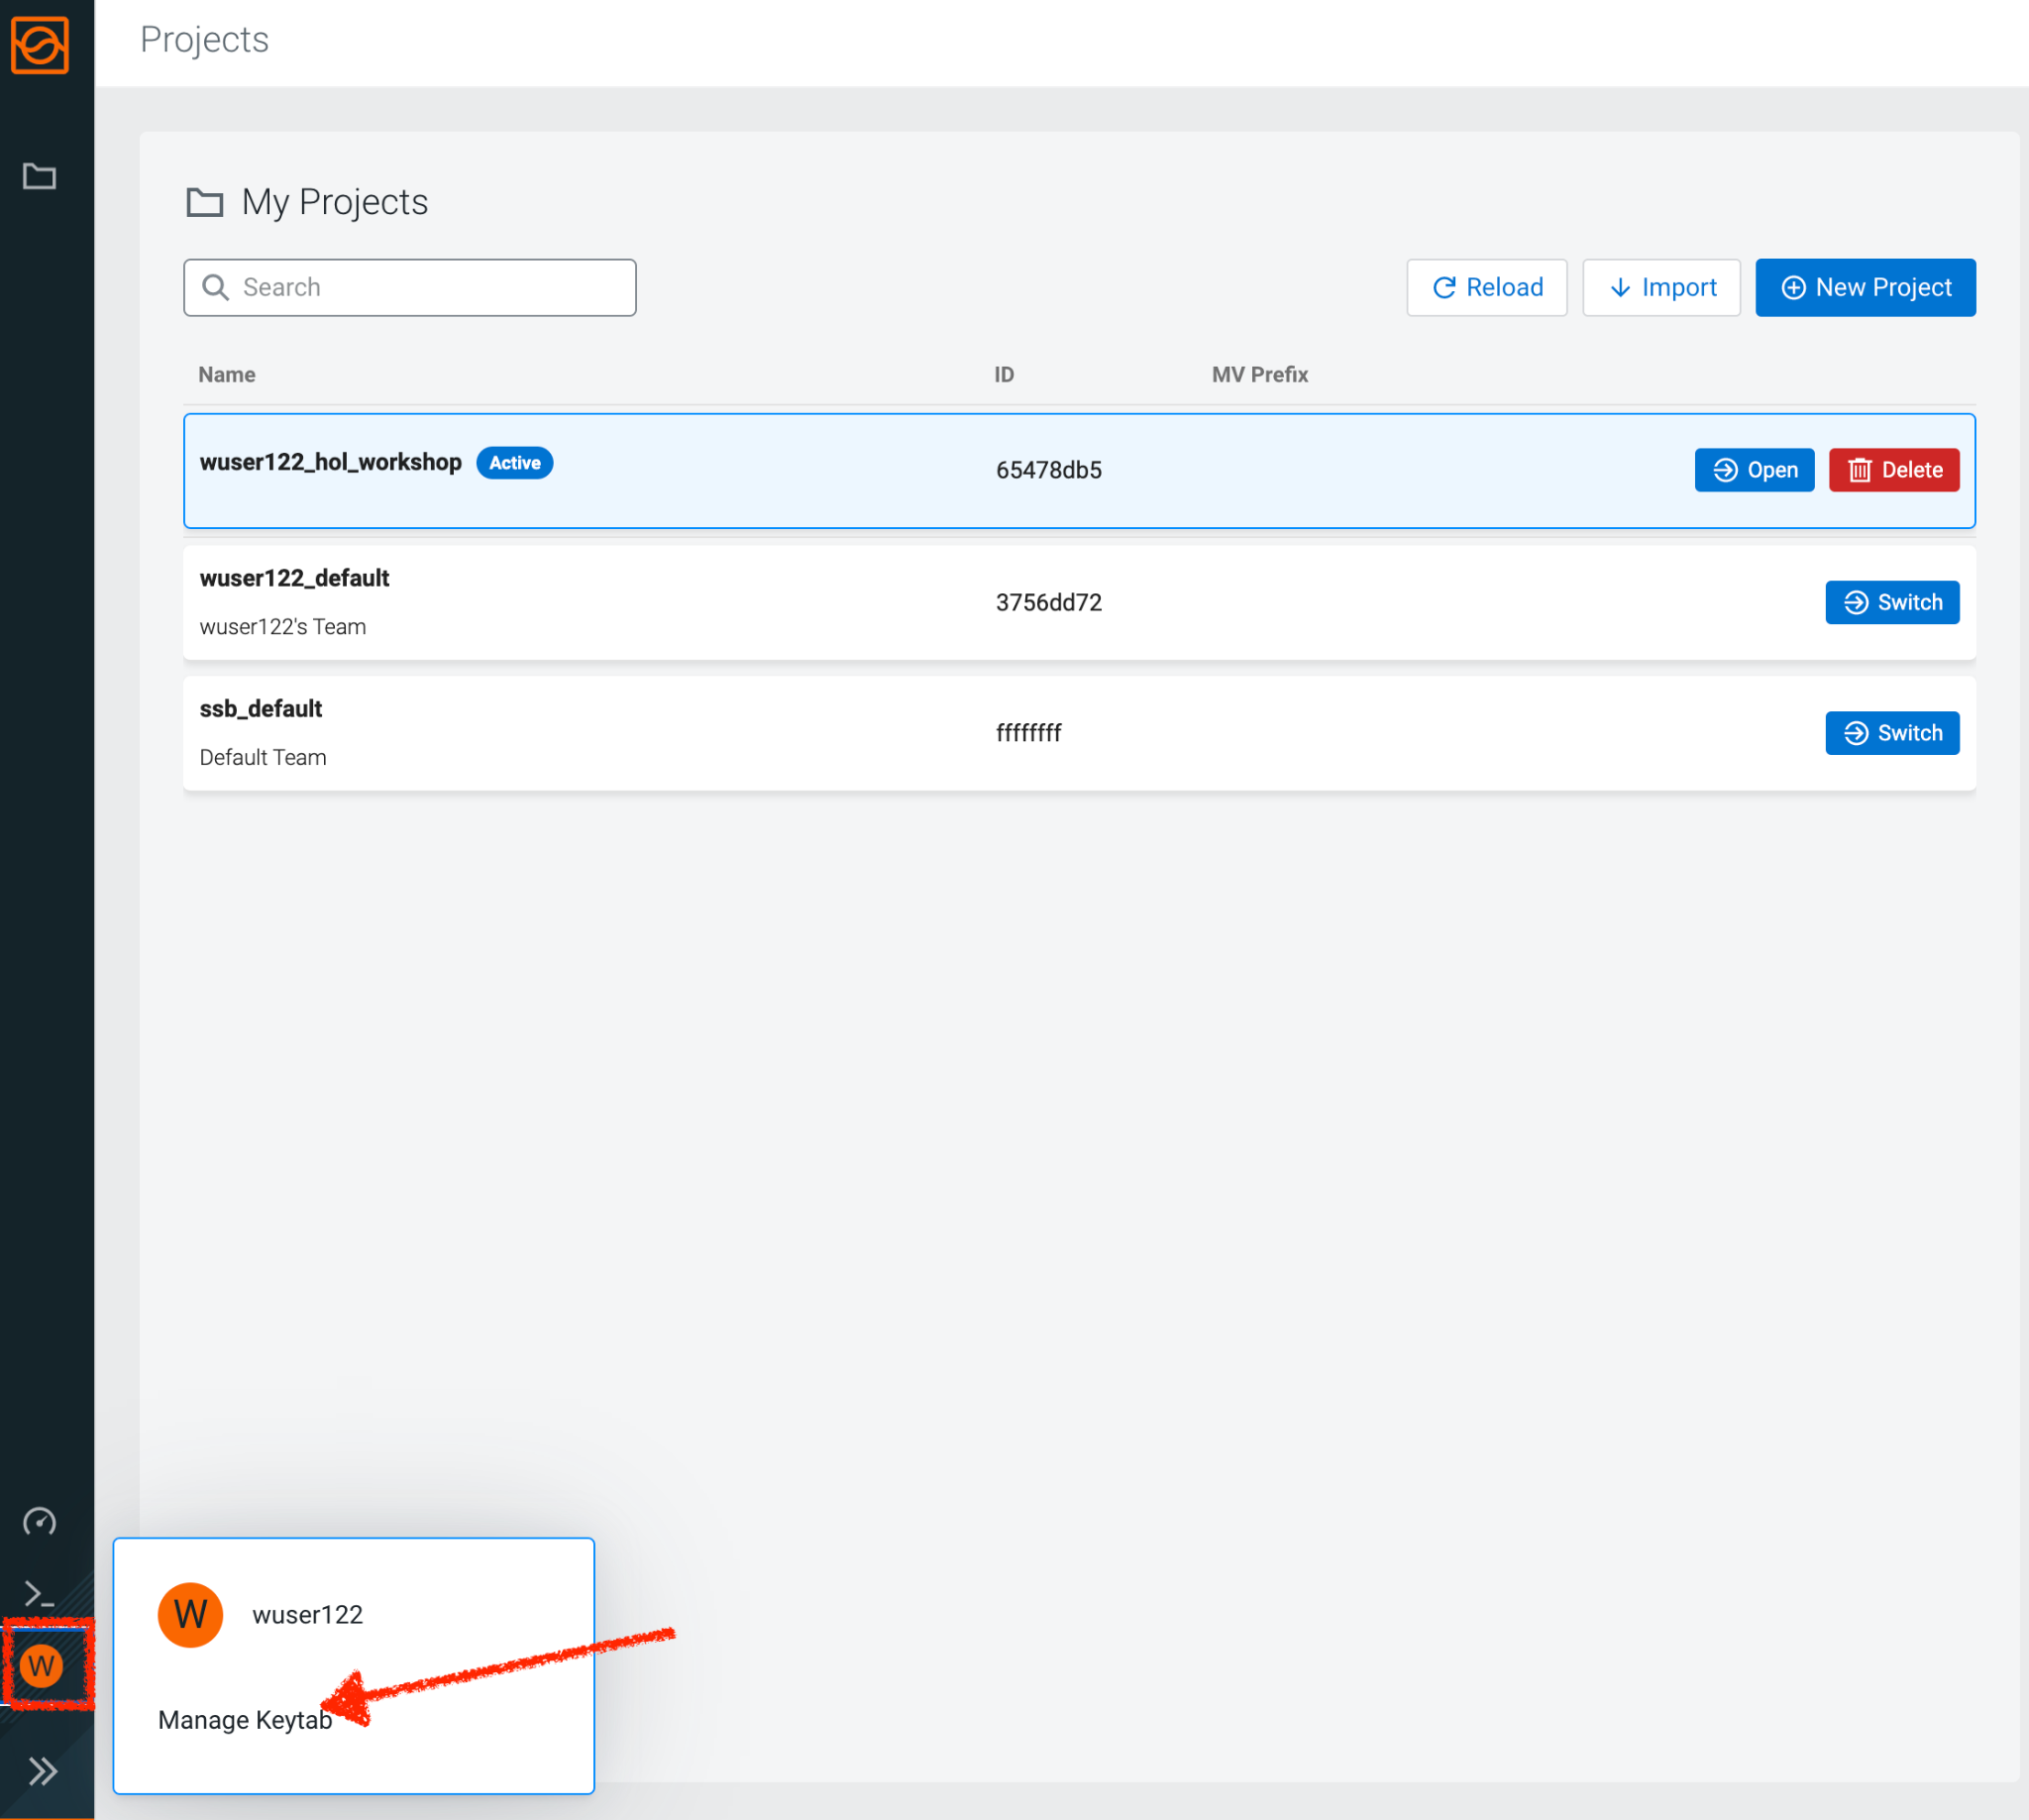 Projects
My Projects
Search
Reload
Import
New Project
Name ID MV Prefix
wuser122_hol_workshop Active
65478db5
Open
Delete
wuser122_default
wuser122's Team
3756dd72
Switch
ssb_default
Default Team
ffffffff
Switch
W wuser122
W
Manage Keytab